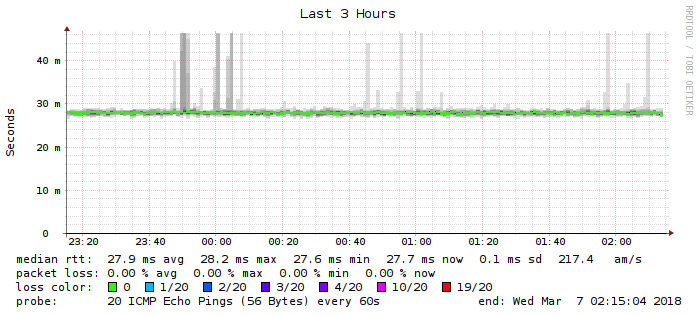 Last 3 Hours
RRDTOOL / TOBI OETIKER
Seconds
40 m
30 m
20 m
10 m
0
23:20 23:40 00:00 00:20 00:40 01:00 01:20 01:40 02:00
median rtt: 27.9 ms avg 28.2 ms max 27.6 ms min 27.7 ms now 0.1 ms sd 217.4 am/s
packet loss: 0.00 % avg 0.00 % max 0.00 % min 0.00 % now
loss color: 0 1/20 2/20 3/20 4/20 10/20 19/20
probe: 20 ICMP Echo Pings (56 Bytes) every 60s end: Wed Mar 7 02:15:04 2018